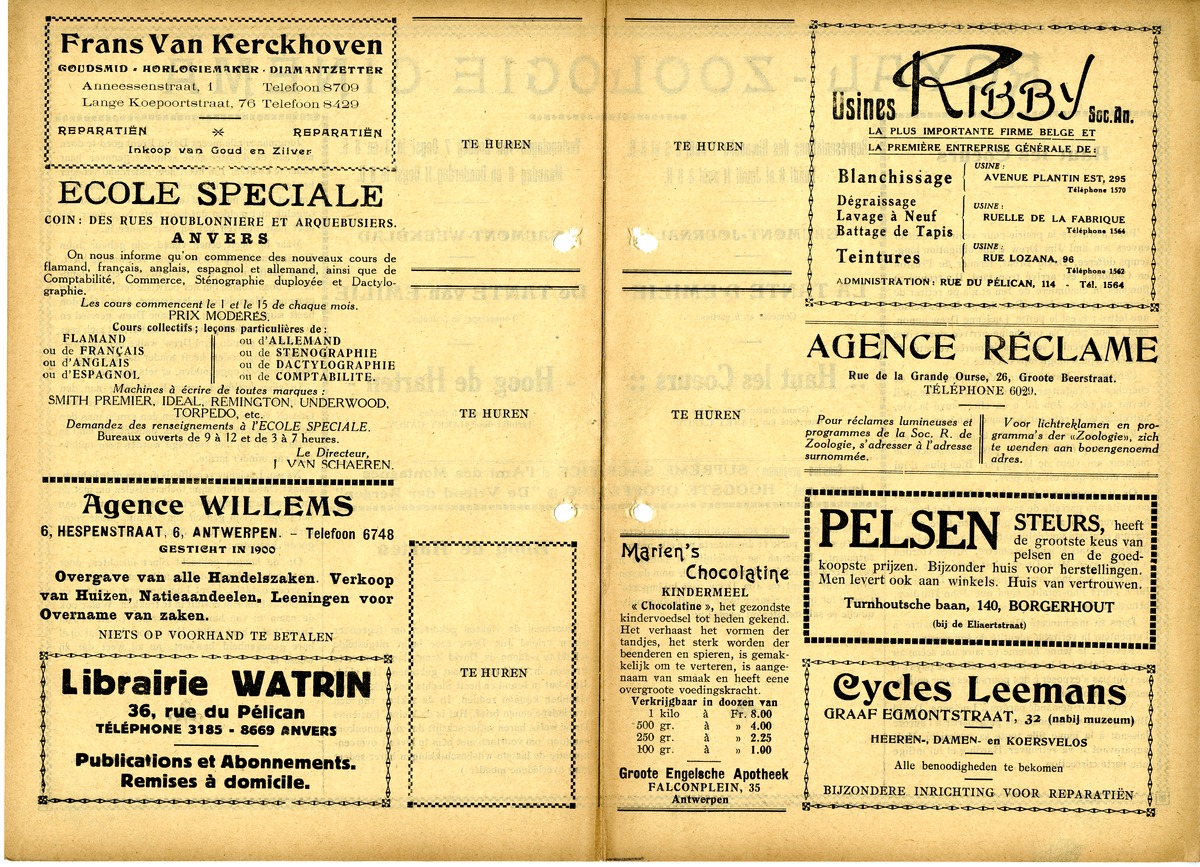 Frans Van Kerckhoven
GOUDSMID - HORLOGIEMAKER - DIAMANTZETTER
Anneessenstraat, 1 Telefoon 8709
Lange Koepoortstraat, 76 Telefoon 8429
REPARATIËN REPARATIËN
Inkoop van Goud en Zilver
ECOLE SPECIALE
COIN: DES RUES HOUBLONNIERE ET ARQUEBUSIERS.
ANVERS
On nous informe qu'on commence des nouveaux cours de
flamand, français, anglais, espagnol et allemand, ainsi que de
Comptabilité, Commerce, Sténographie duployée et Dactylo-
graphie.
Les cours commencent le 1 et le 15 de chaque mois.
PRIX MODERÉS.
Cours collectifs; leçons particulières de:
FLAMAND
ou de FRANÇAIS
ou d'ANGLAIS
ou d'ESPAGNOL
ou d'ALLEMAND
ou de STENOGRAPHIE
ou de DACTYLOGRAPHIE
ou de COMPTABILITE.
Machines à écrire de toutes marques:
SMITH PREMIER, IDEAL, REMINGTON, UNDERWOOD,
TORPEDO, etc.
Demandez des renseignements à l'ECOLE SPECIALE.
Bureaux ouverts de 9 à 12 et de 3 à 7 heures.
Le Directeur,
J VAN SCHAEREN.
Agence WILLEMS
6, HESPENSTRAAT, 6, ANTWERPEN. – Telefoon 6748
GESTICHT IN 1900
Overgave van alle Handelszaken. Verkoop
van Huizen, Natieaandeelen. Leeningen voor
Overname van zaken.
NIETS OP VOORHAND TE BETALEN
Librairie WATRIN
36, rue du Pélican
TÉLÉPHONE 3185 - 8669 ANVERS
Publications et Abonnements.
Remises à domicile.
TE HUREN
TE HUREN
TE HUREN
TE HUREN
TE HUREN
Marien's
Chocolatine
KINDERMEEL
« Chocolatine », het gezondste
kindervoedsel tot heden gekend.
Het verhaast het vormen der
tandjes, het sterk worden der
beenderen en spieren, is gemak-
kelijk om te verteren, is aange-
naam van smaak en heeft eene
overgroote voedingskracht.
Verkrijgbaar in doozen van
1 kilo à Fr. 8.00
500 gr. à » 4.00
250 gr. à » 2.25
100 gr. à » 1.00
Groote Engelsche Apotheek
FALCONPLEIN, 35
Antwerpen
Usines RIBBY Soc.An.
LA PLUS IMPORTANTE FIRME BELGE ET
LA PREMIÈRE ENTREPRISE GÉNÉRALE DE:
Blanchissage
Dégraissage
Lavage à Neuf
Battage de Tapis
Teintures
USINE:
AVENUE PLANTIN EST, 295
Téléphone 1570
USINE:
RUELLE DE LA FABRIQUE
Téléphone 1564
USINE:
RUE LOZANA, 96
Téléphone 1562
ADMINISTRATION: RUE DU PÉLICAN, 114 - Tél. 1564
AGENCE RÉCLAME
Rue de la Grande Ourse, 26, Groote Beerstraat.
TÉLÉPHONE 6029.
Pour réclames lumineuses et
programmes de la Soc. R. de
Zoologie, s'adresser à l'adresse
surnommée.
Voor lichtreklamen en pro-
gramma's der «Zoologie», zich
te wenden aan bovengenoemd
adres.
PELSEN STEURS, heeft
de grootste keus van
pelsen en de goed-
koopste prijzen. Bijzonder huis voor herstellingen.
Men levert ook aan winkels. Huis van vertrouwen.
Turnhoutsche baan, 140, BORGERHOUT
(bij de Eliaertstraat)
Cycles Leemans
GRAAF EGMONTSTRAAT, 32 (nabij muzeum)
HEEREN-, DAMEN- en KOERSVELOS
Alle benoodigheden te bekomen
BIJZONDERE INRICHTING VOOR REPARATIËN